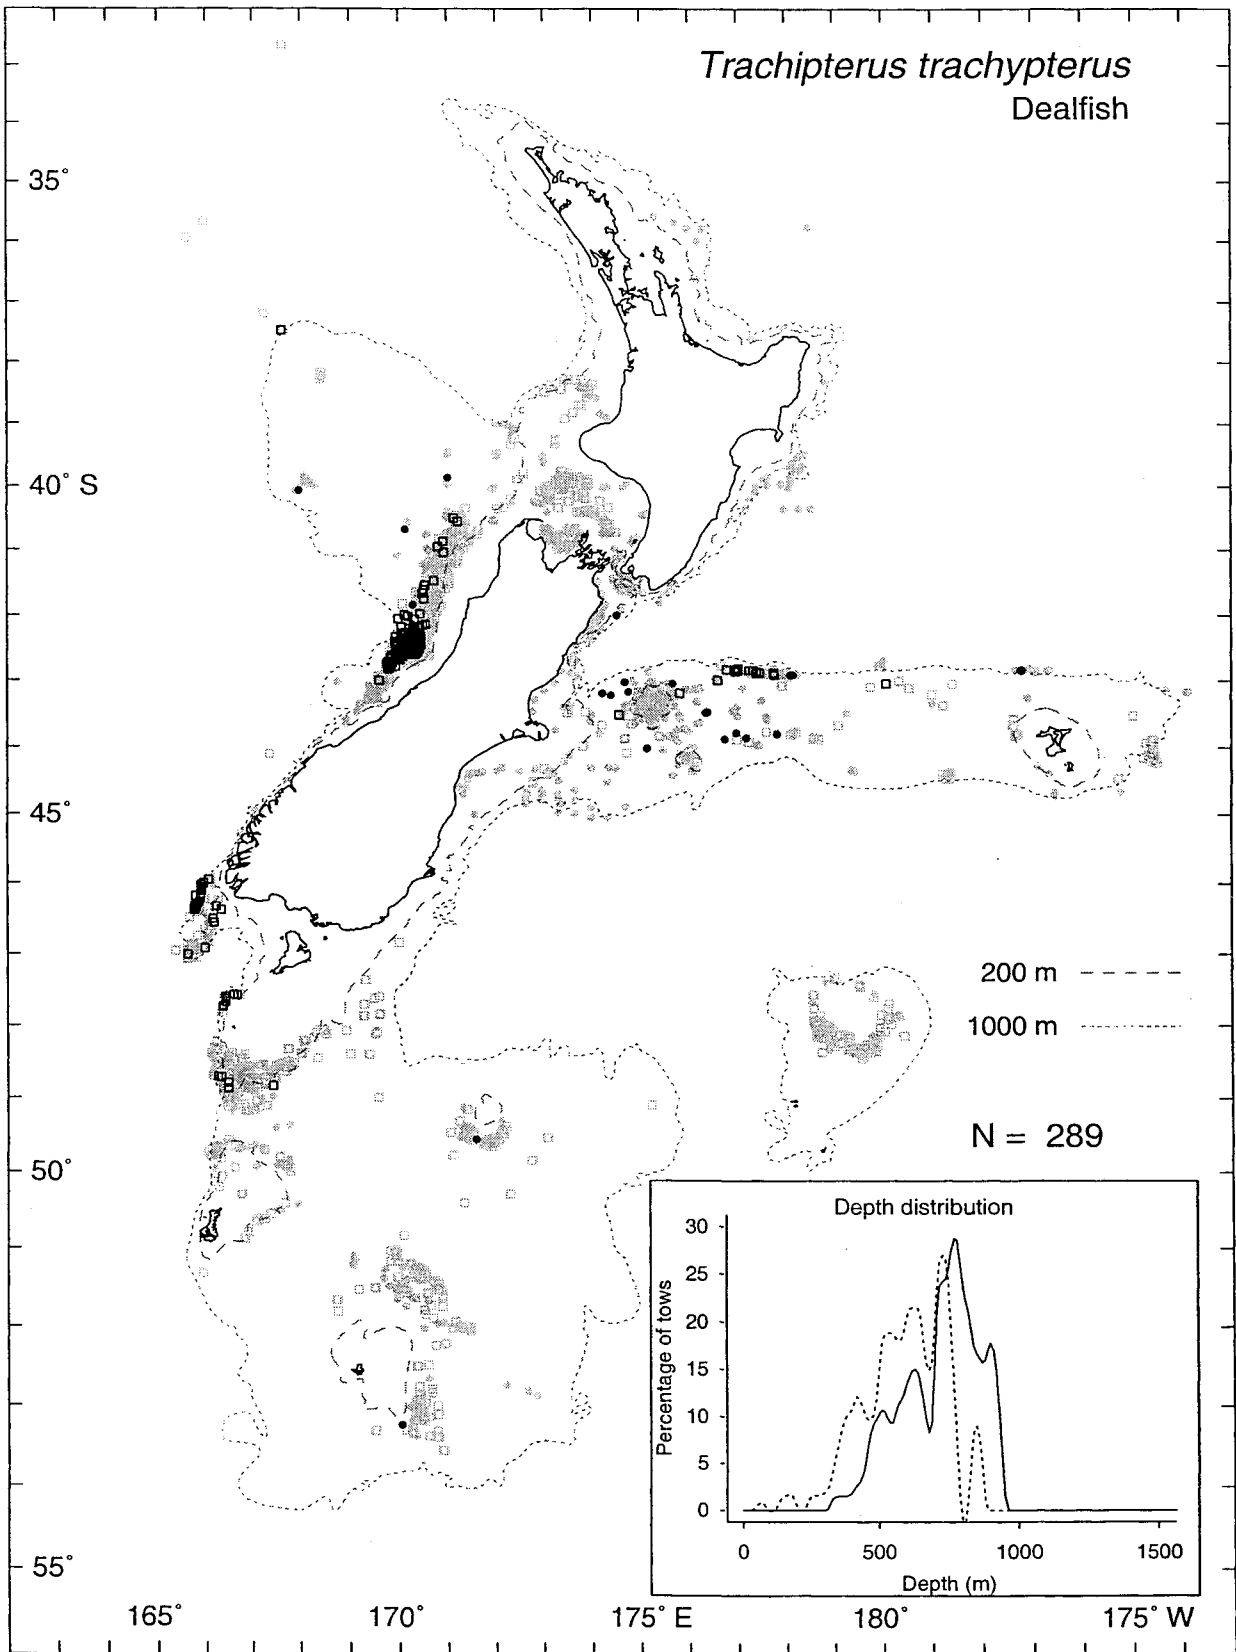 Trachipterus trachypterus
Dealfish
35°
40° S
45°
50°
55°
200 m
1000 m
N = 289
Depth distribution
30
25
20
15
10
5
0
Percentage of tows
0 500 1000 1500
Depth (m)
165° 170° 175° E 180° 175° W